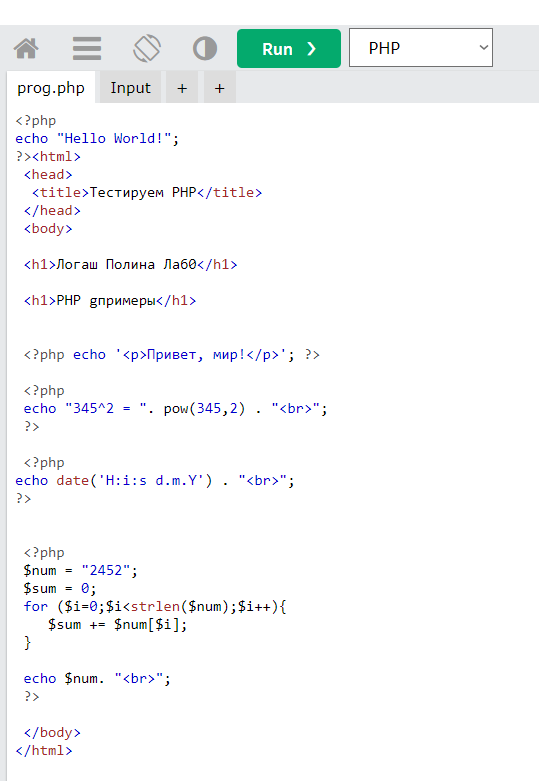 Run ❯ PHP
prog.php Input + +
<?php
echo "Hello World!";
?><html>
<head>
<title>Тестируем PHP</title>
</head>
<body>
<h1>Логаш Полина Лаб0</h1>
<h1>PHP gпримеры</h1>
<?php echo '<p>Привет, мир!</p>'; ?>
<?php
echo "345^2 = ". pow(345,2) . "<br>";
?>
<?php
echo date('H:i:s d.m.Y') . "<br>";
?>
<?php
$num = "2452";
$sum = 0;
for ($i=0;$i<strlen($num);$i++){
$sum += $num[$i];
}
echo $num. "<br>";
?>
</body>
</html>